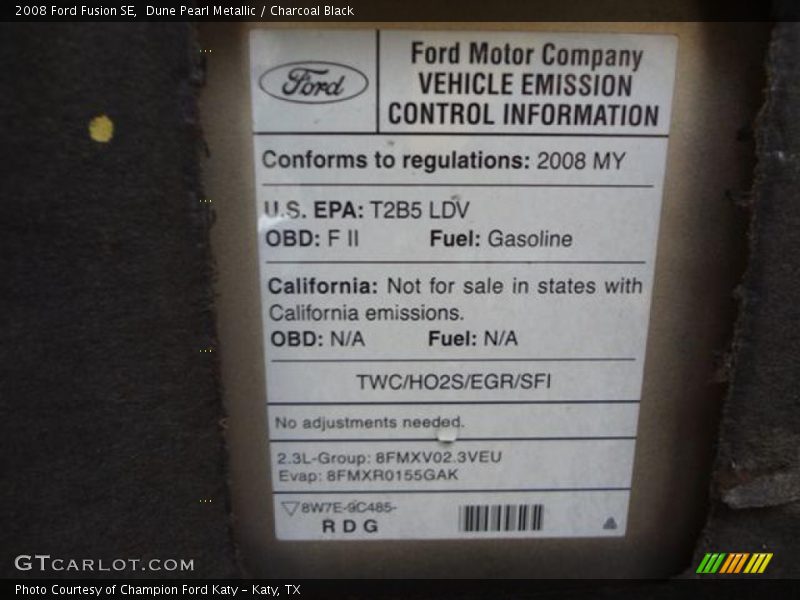 2008 Ford Fusion SE, Dune Pearl Metallic / Charcoal Black
Ford
Ford Motor Company
VEHICLE EMISSION
CONTROL INFORMATION
Conforms to regulations: 2008 MY
U.S. EPA: T2B5 LDV
OBD: F II Fuel: Gasoline
California: Not for sale in states with
California emissions.
OBD: N/A Fuel: N/A
TWC/HO2S/EGR/SFI
No adjustments needed.
2.3L-Group: 8FMXV02.3VEU
Evap: 8FMXR0155GAK
8W7E-9C485-
R D G
GTCARLOT.COM
Photo Courtesy of Champion Ford Katy – Katy, TX